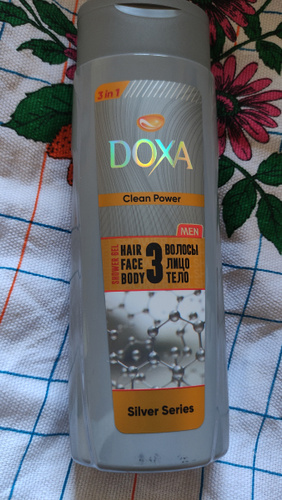 3 in 1
DOXA
Clean Power
MEN
SHOWER GEL
HAIR
FACE
BODY
3
ВОЛОСЫ
ЛИЦО
ТЕЛО
Silver Series